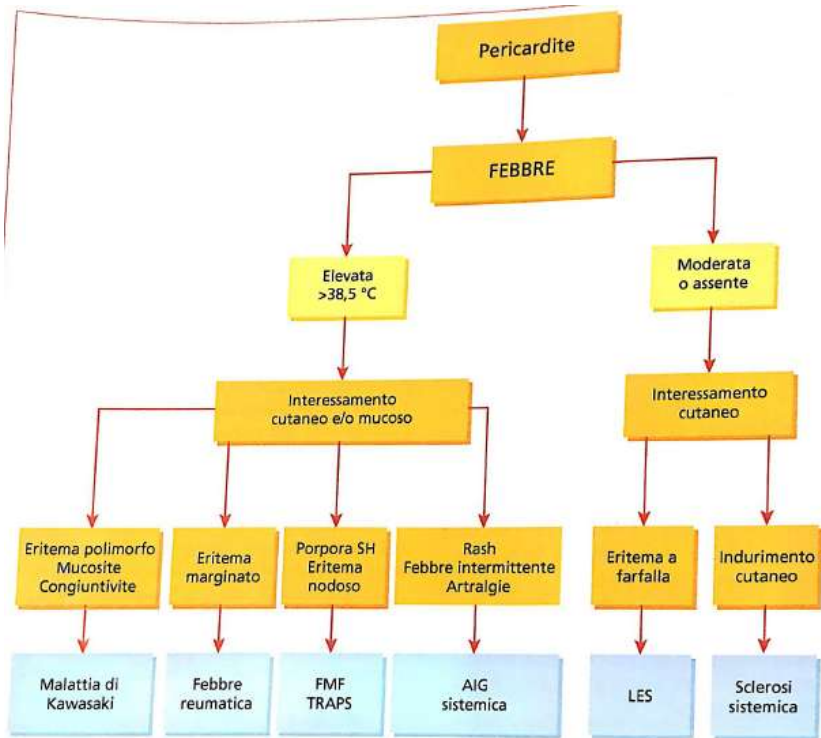 Pericardite
FEBBRE
Elevata
>38,5 °C
Moderata
o assente
Interessamento
cutaneo e/o mucoso
Interessamento
cutaneo
Eritema polimorfo
Mucosite
Congiuntivite
Eritema
marginato
Porpora SH
Eritema
nodoso
Rash
Febbre intermittente
Artralgie
Eritema a
farfalla
Indurimento
cutaneo
Malattia di
Kawasaki
Febbre
reumatica
FMF
TRAPS
AIG
sistemica
LES
Sclerosi
sistemica